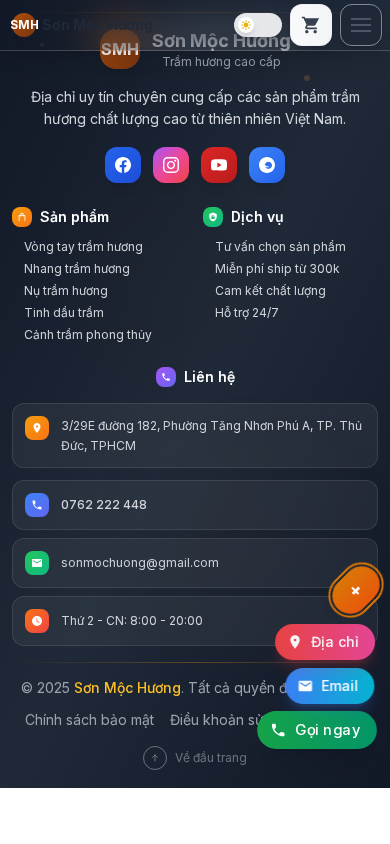 SMH Sơn Mộc Hương
SMH Sơn Mộc Hương
Trầm hương cao cấp
Địa chỉ uy tín chuyên cung cấp các sản phẩm trầm
hương chất lượng cao từ thiên nhiên Việt Nam.
Sản phẩm
Vòng tay trầm hương
Nhang trầm hương
Nụ trầm hương
Tinh dầu trầm
Cảnh trầm phong thủy
Dịch vụ
Tư vấn chọn sản phẩm
Miễn phí ship từ 300k
Cam kết chất lượng
Hỗ trợ 24/7
Liên hệ
3/29E đường 182, Phường Tăng Nhơn Phú A, TP. Thủ
Đức, TPHCM
0762 222 448
sonmochuong@gmail.com
Thứ 2 - CN: 8:00 - 20:00
Địa chỉ
Email
Gọi ngay
© 2025 Sơn Mộc Hương. Tất cả quyền
Chính sách bảo mật Điều khoản
Về đầu trang